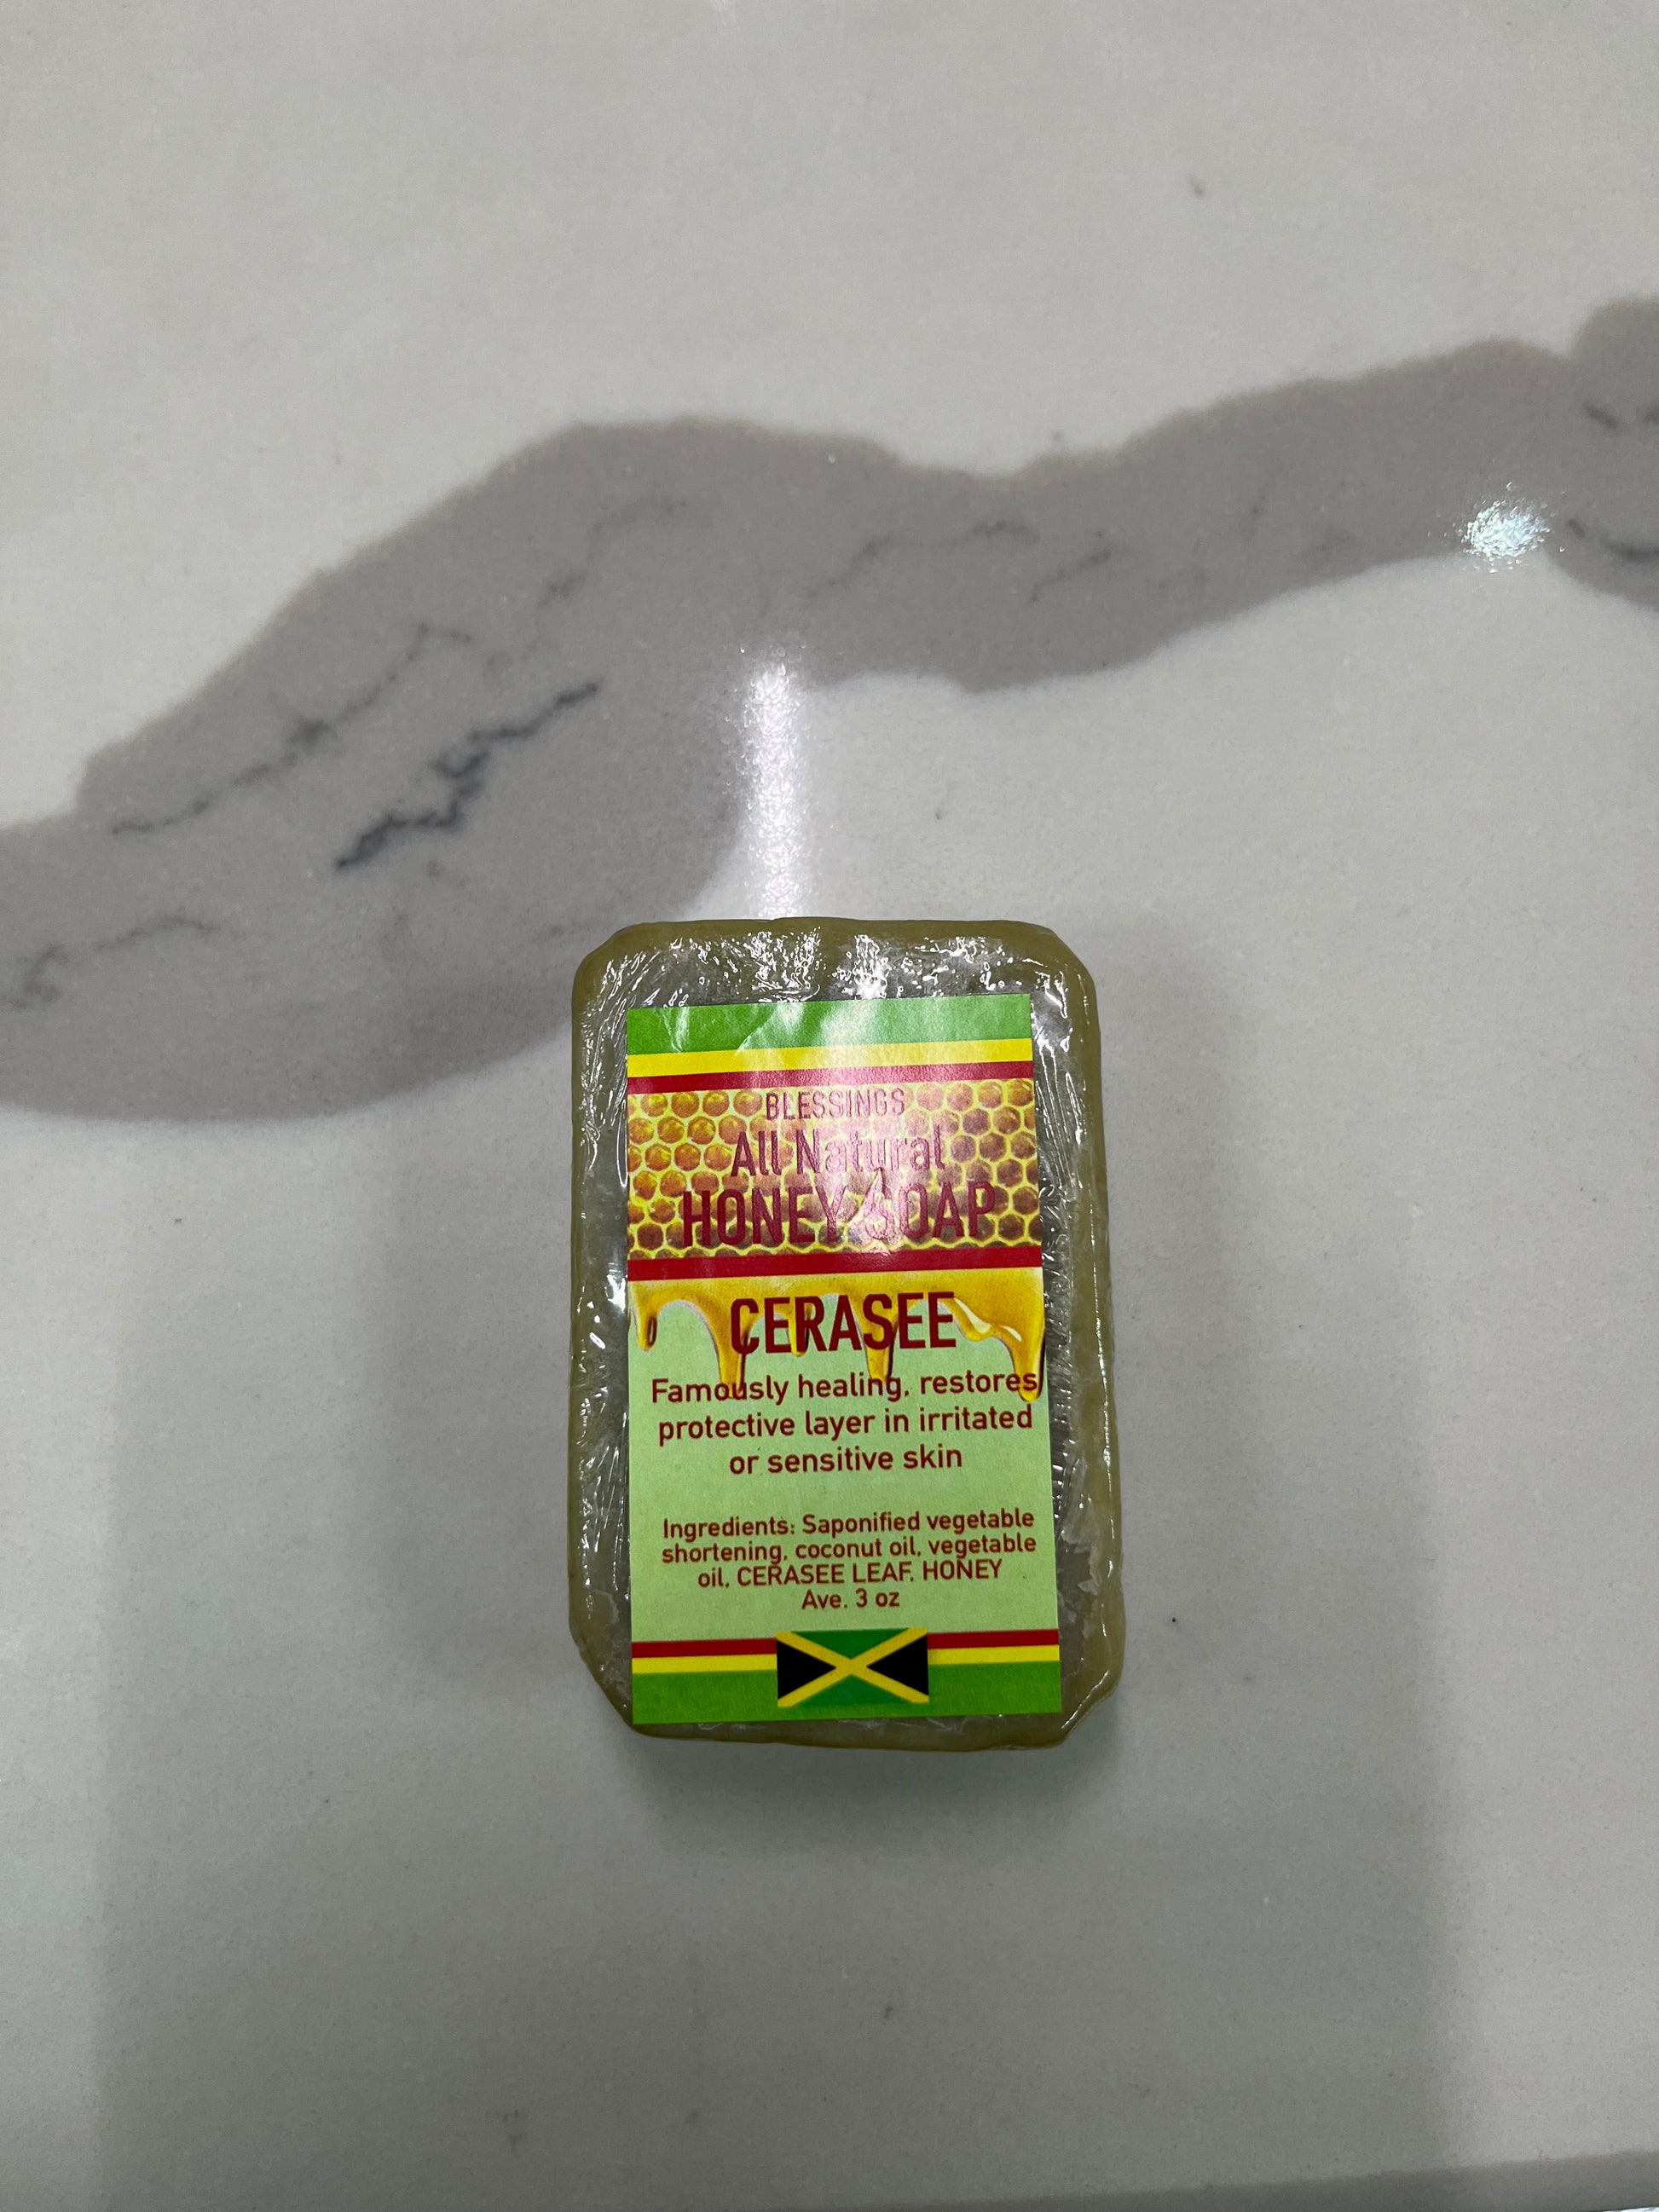 BLESSINGS
All Natural
HONEY SOAP
CERASEE
Famously healing, restores
protective layer in irritated
or sensitive skin
Ingredients: Saponified vegetable
shortening, coconut oil, vegetable
oil, CERASEE LEAF. HONEY
Ave. 3 oz